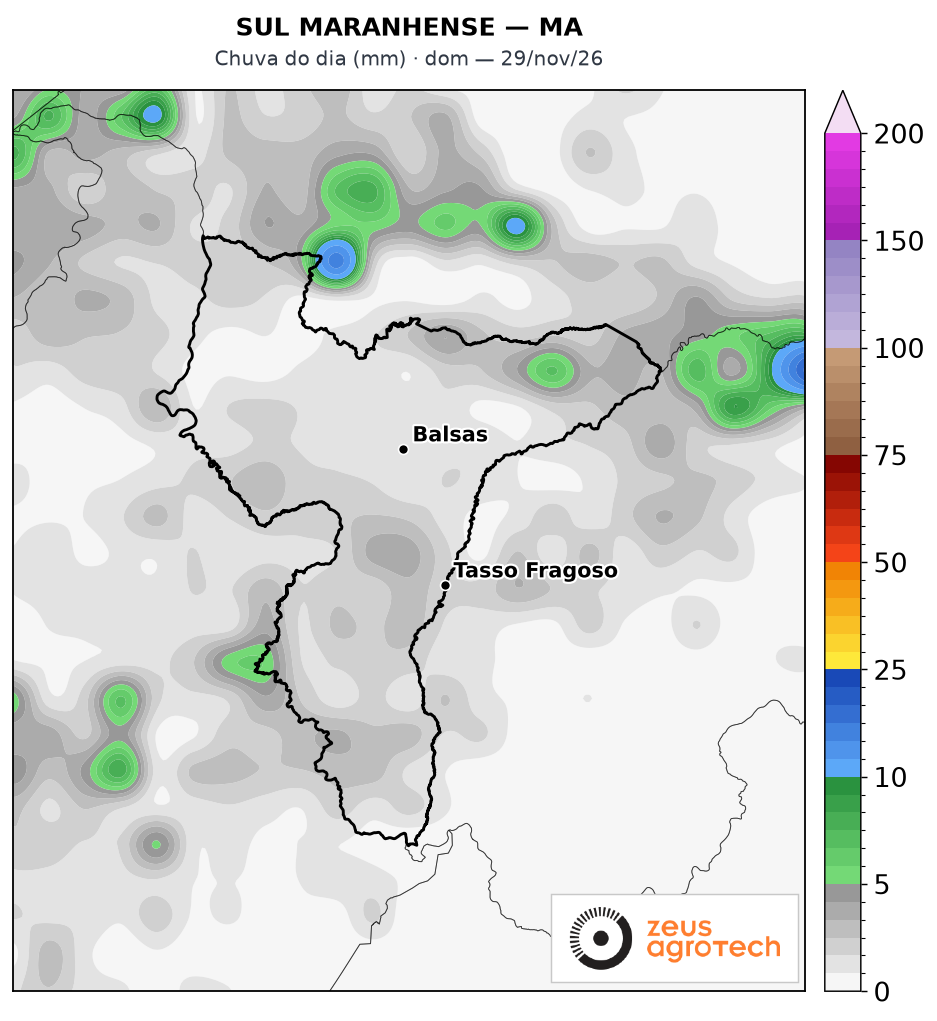 SUL MARANHENSE — MA
Chuva do dia (mm) · dom — 29/nov/26
200
150
100
75
50
25
10
5
0
Balsas
Tasso Fragoso
zeus
agrotech